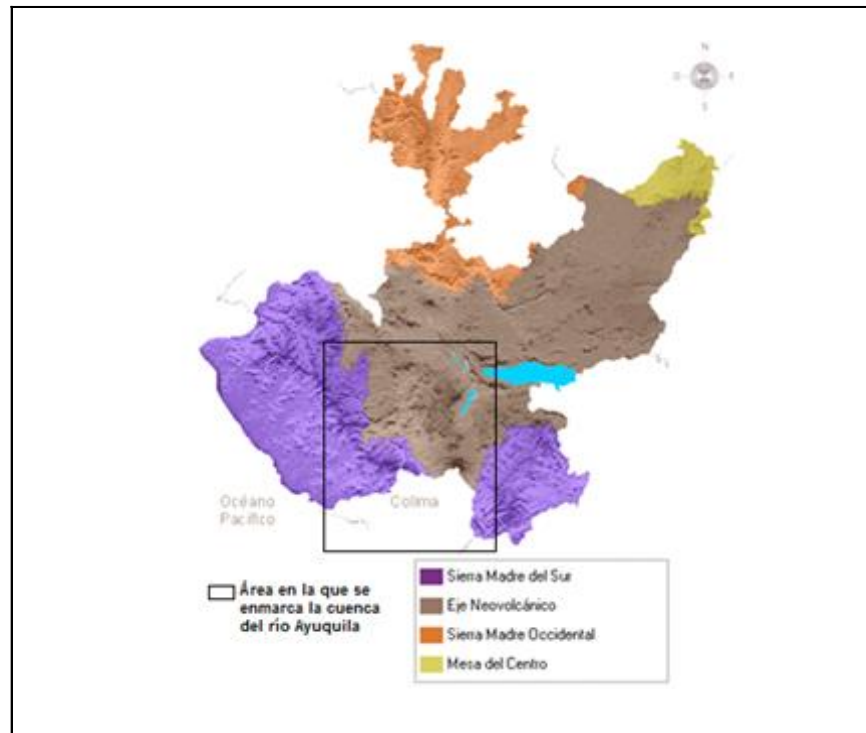 N
O E
S
Océano
Pacífico
Colima
Área en la que se
enmarca la cuenca
del río Ayuquila
Sierra Madre del Sur
Eje Neovolcánico
Sierra Madre Occidental
Mesa del Centro